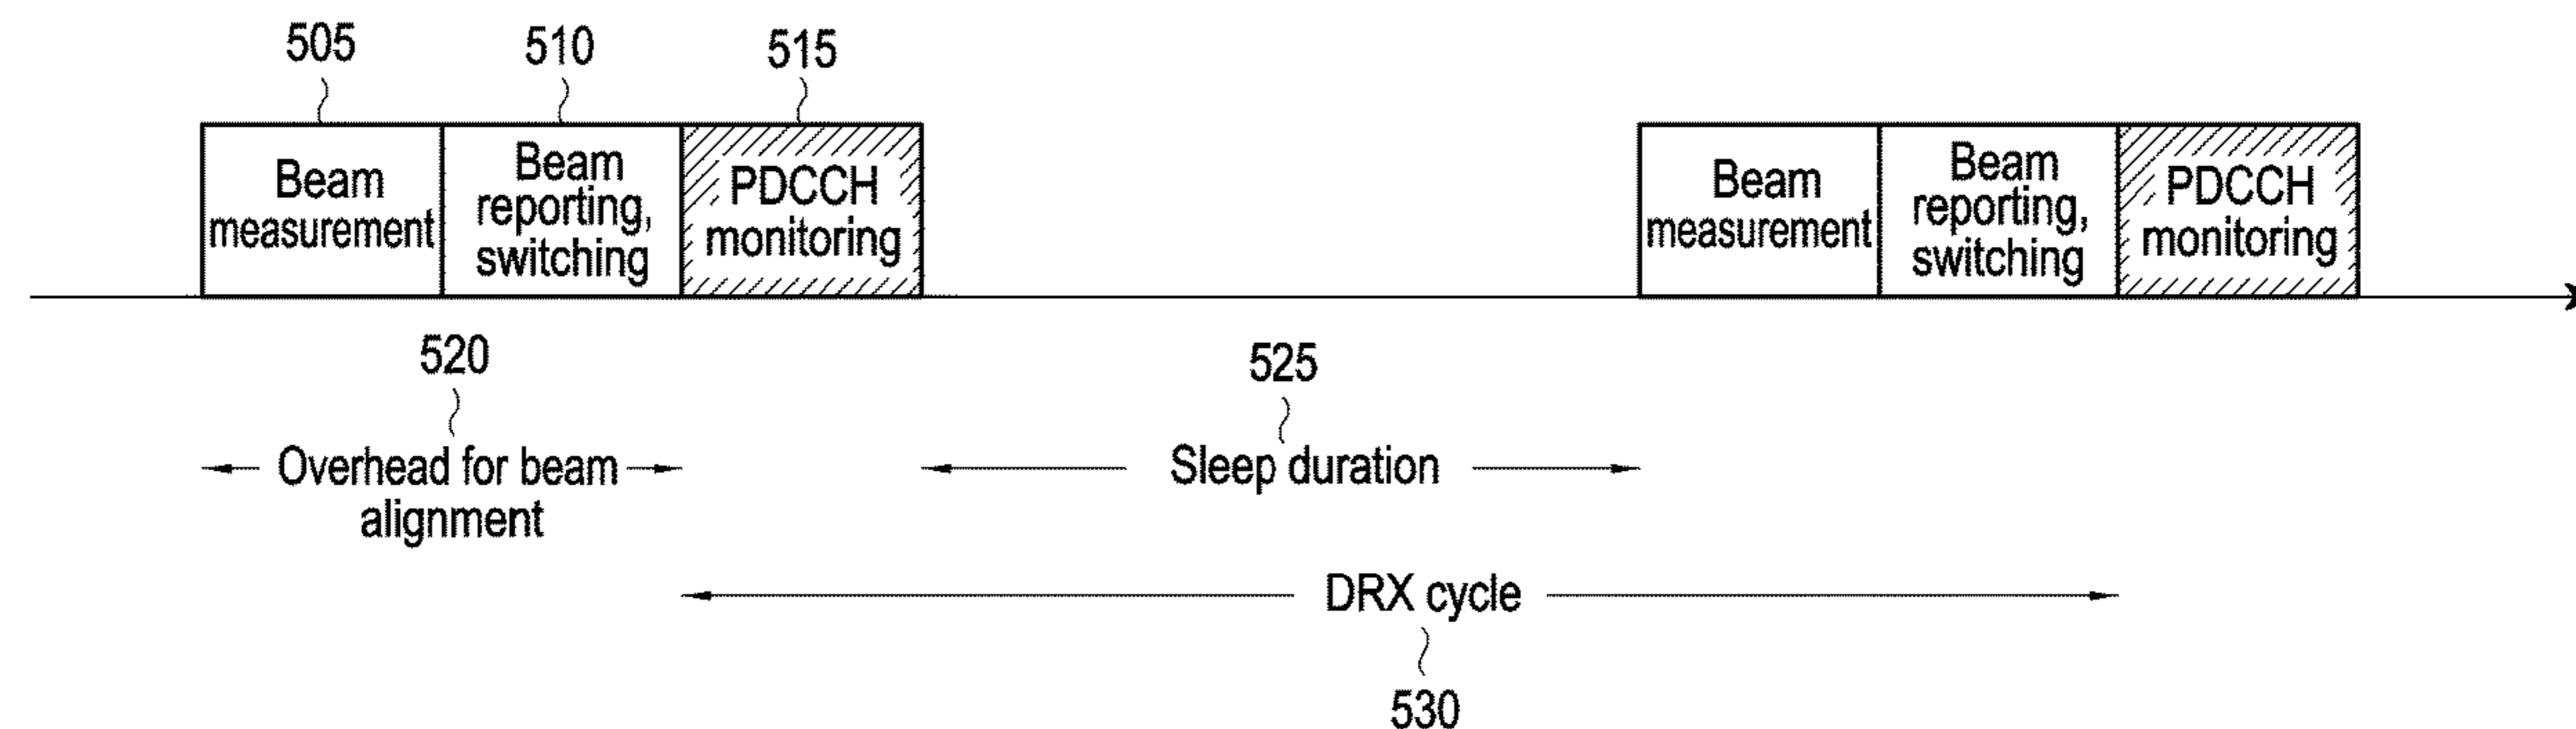 505
510
515
Beam
measurement
Beam
reporting,
switching
PDCCH
monitoring
Beam
measurement
Beam
reporting,
switching
PDCCH
monitoring
520
525
Overhead for beam
alignment
Sleep duration
DRX cycle
530